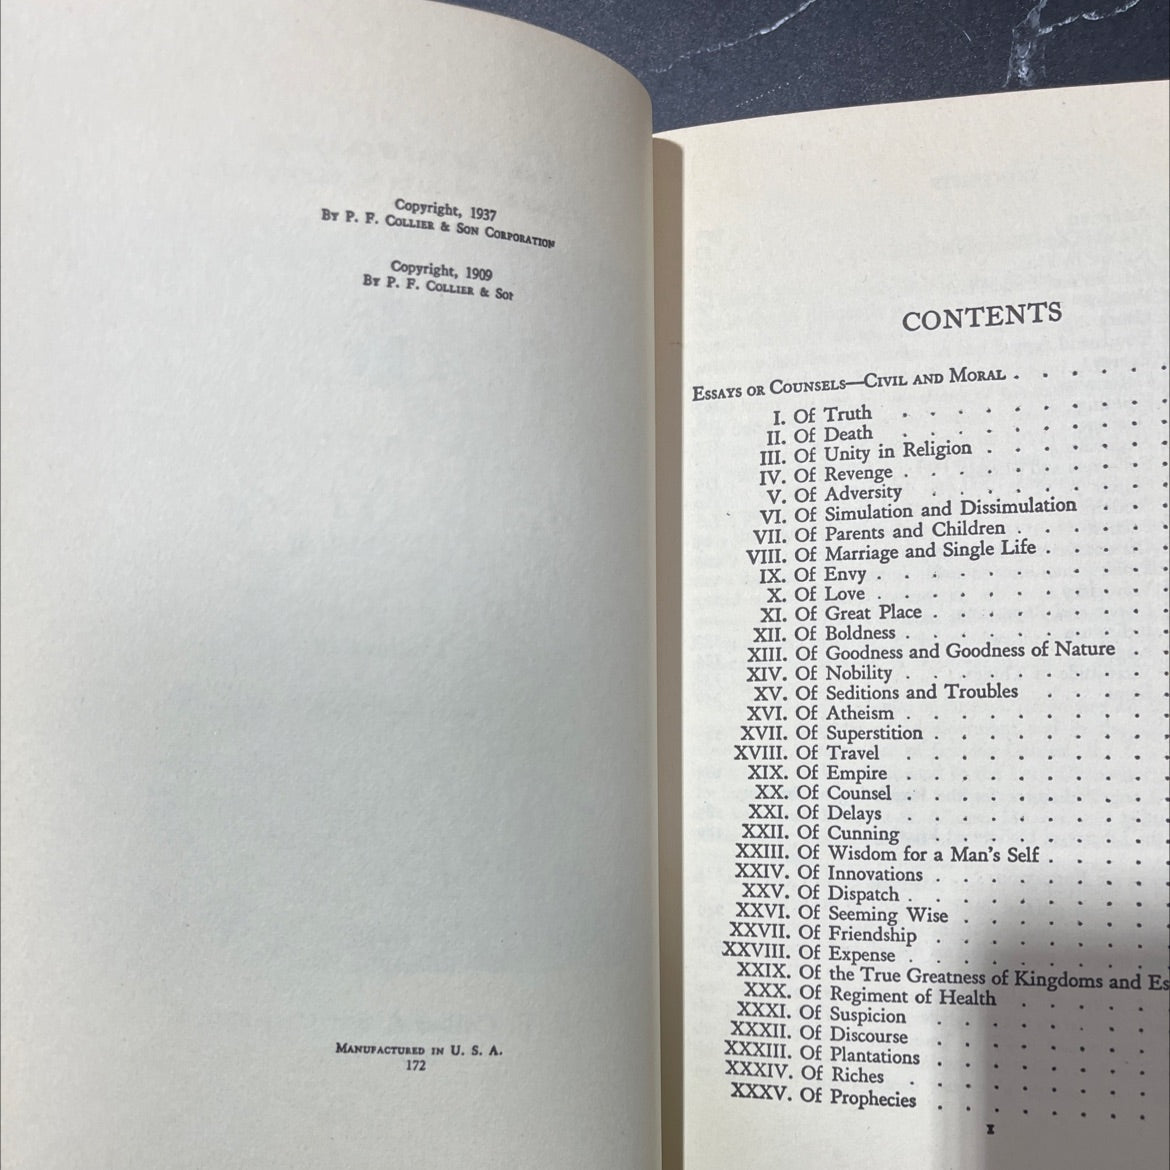 Copyright, 1937
By P. F. Collier & Son Corporation
Copyright, 1909
By P. F. Collier & Son
Manufactured in U. S. A.
172
CONTENTS
Essays or Counsels—Civil and Moral . . . . . .
I. Of Truth . . . . . . . . . .
II. Of Death . . . . . . . . . .
III. Of Unity in Religion . . . . . . .
IV. Of Revenge . . . . . . . . . .
V. Of Adversity . . . . . . . . .
VI. Of Simulation and Dissimulation . . .
VII. Of Parents and Children . . . . . .
VIII. Of Marriage and Single Life . . . . .
IX. Of Envy . . . . . . . . . . .
X. Of Love . . . . . . . . . . .
XI. Of Great Place . . . . . . . . .
XII. Of Boldness . . . . . . . . . .
XIII. Of Goodness and Goodness of Nature . .
XIV. Of Nobility . . . . . . . . . .
XV. Of Seditions and Troubles . . . . .
XVI. Of Atheism . . . . . . . . . .
XVII. Of Superstition . . . . . . . . .
XVIII. Of Travel . . . . . . . . . .
XIX. Of Empire . . . . . . . . . .
XX. Of Counsel . . . . . . . . . .
XXI. Of Delays . . . . . . . . . .
XXII. Of Cunning . . . . . . . . . .
XXIII. Of Wisdom for a Man's Self . . . . .
XXIV. Of Innovations . . . . . . . . .
XXV. Of Dispatch . . . . . . . . . .
XXVI. Of Seeming Wise . . . . . . . .
XXVII. Of Friendship . . . . . . . . .
XXVIII. Of Expense . . . . . . . . . .
XXIX. Of the True Greatness of Kingdoms and Es
XXX. Of Regiment of Health . . . . . .
XXXI. Of Suspicion . . . . . . . . .
XXXII. Of Discourse . . . . . . . . .
XXXIII. Of Plantations . . . . . . . . .
XXXIV. Of Riches . . . . . . . . . .
XXXV. Of Prophecies . . . . . . . .
1